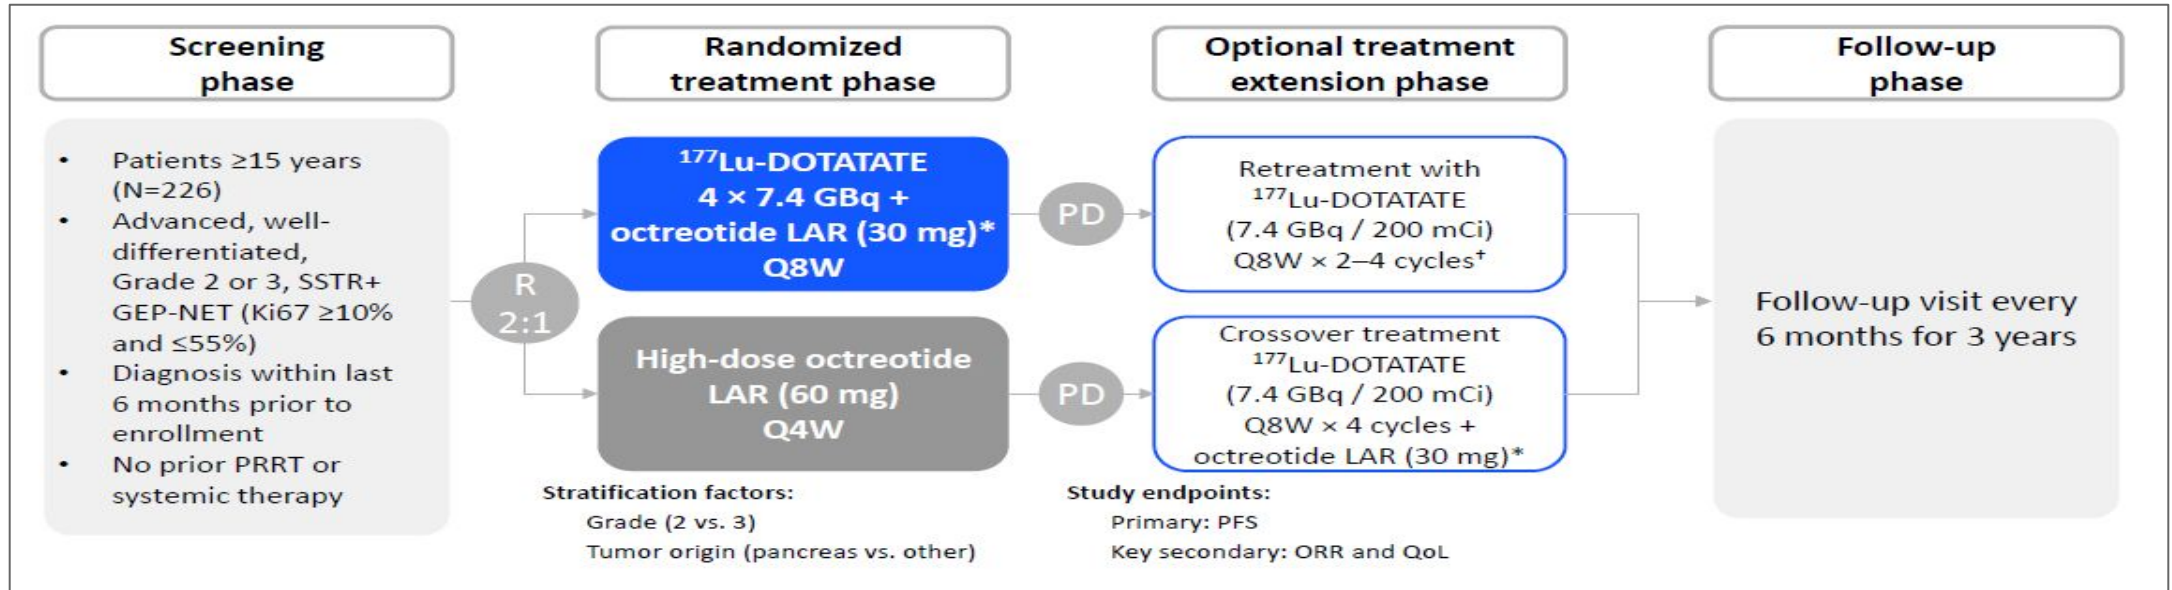 Screening
phase
• Patients ≥15 years
(N=226)
• Advanced, well-
differentiated,
Grade 2 or 3, SSTR+
GEP-NET (Ki67 ≥10%
and ≤55%)
• Diagnosis within last
6 months prior to
enrollment
• No prior PRRT or
systemic therapy
R
2:1
Randomized
treatment phase
¹⁷⁷Lu-DOTATATE
4 × 7.4 GBq +
octreotide LAR (30 mg)*
Q8W
High-dose octreotide
LAR (60 mg)
Q4W
Stratification factors:
Grade (2 vs. 3)
Tumor origin (pancreas vs. other)
PD
PD
Optional treatment
extension phase
Retreatment with
¹⁷⁷Lu-DOTATATE
(7.4 GBq / 200 mCi)
Q8W × 2–4 cycles†
Crossover treatment
¹⁷⁷Lu-DOTATATE
(7.4 GBq / 200 mCi)
Q8W × 4 cycles +
octreotide LAR (30 mg)*
Study endpoints:
Primary: PFS
Key secondary: ORR and QoL
Follow-up
phase
Follow-up visit every
6 months for 3 years